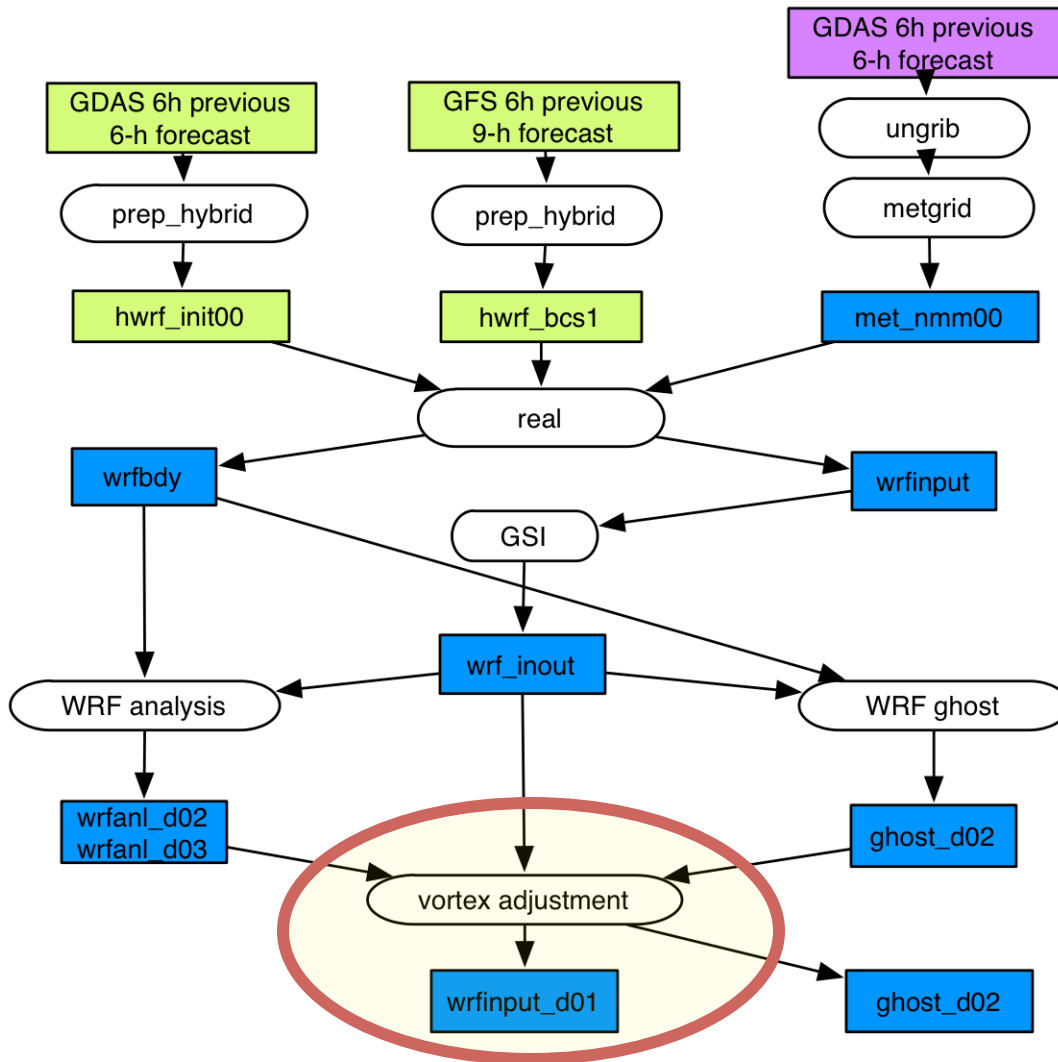 GDAS 6h previous
6-h forecast
GDAS 6h previous
6-h forecast
GFS 6h previous
9-h forecast
ungrib
prep_hybrid
prep_hybrid
metgrid
hwrf_init00
hwrf_bcs1
met_nmm00
real
wrfbdy
wrfinput
GSI
wrf_inout
WRF analysis
WRF ghost
wrfanl_d02
wrfanl_d03
ghost_d02
vortex adjustment
wrfinput_d01
ghost_d02